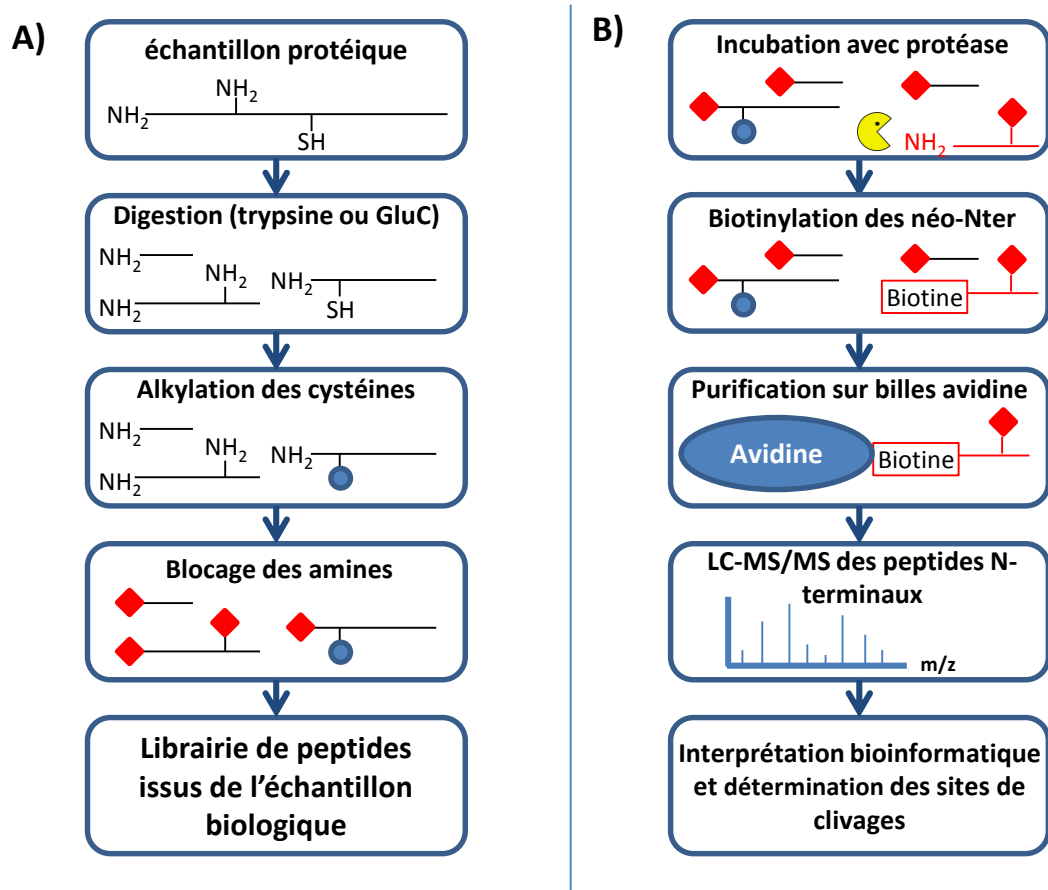 A)
échantillon protéique
NH2
NH2
SH
Digestion (trypsine ou GluC)
NH2
NH2
NH2
NH2
SH
Alkylation des cystéines
NH2
NH2
NH2
NH2
Blocage des amines
Librairie de peptides
issus de l'échantillon
biologique
B)
Incubation avec protéase
NH2
Biotinylation des néo-Nter
Biotine
Purification sur billes avidine
Avidine
Biotine
LC-MS/MS des peptides N-
terminaux
m/z
Interprétation bioinformatique
et détermination des sites de
clivages